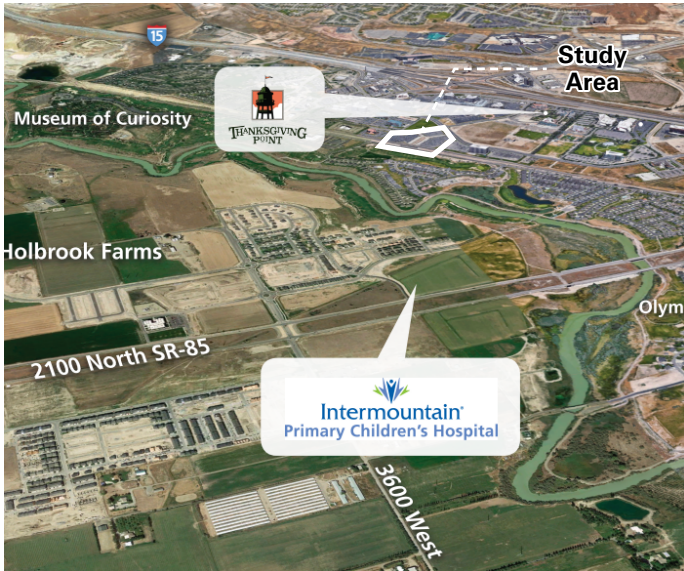 15
Study
Area
Museum of Curiosity
THANKSGIVING
POINT
Holbrook Farms
Olym
2100 North SR-85
Intermountain®
Primary Children's Hospital
3600 West